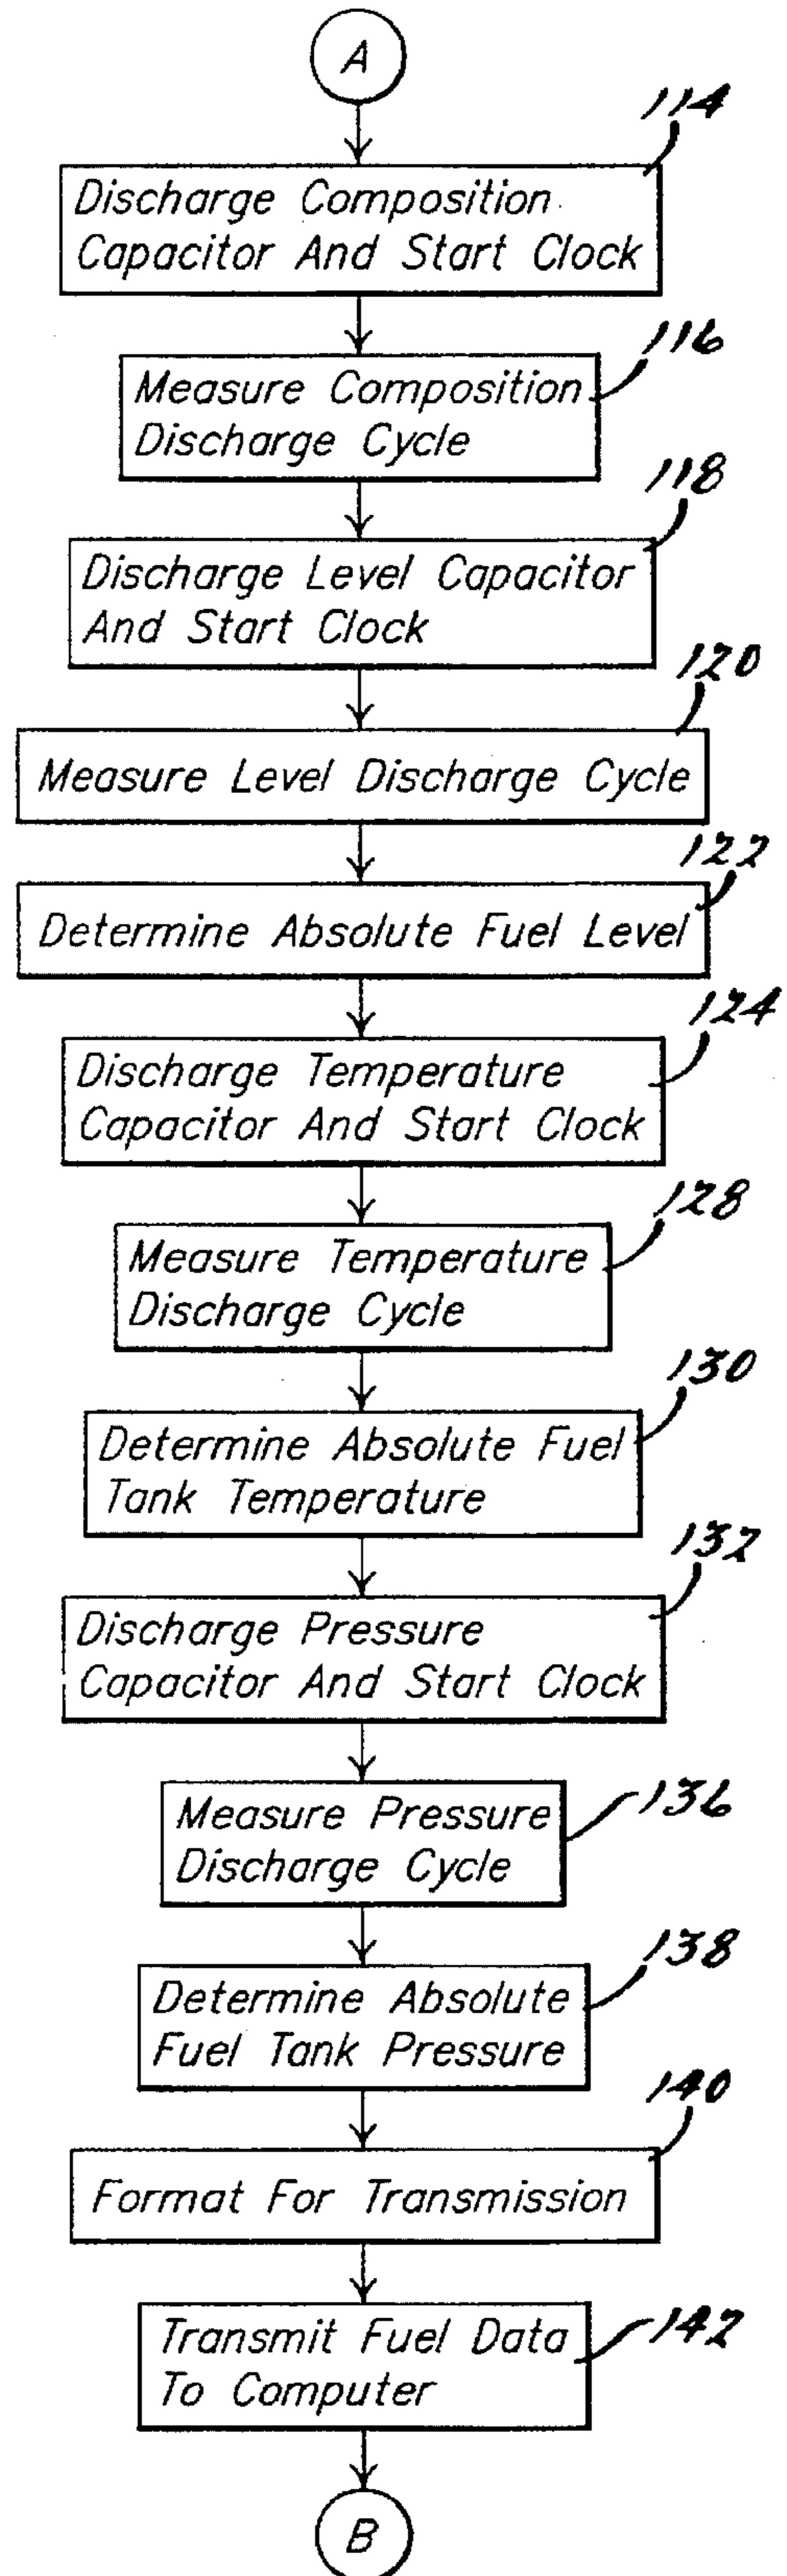 A
114
Discharge Composition
Capacitor And Start Clock
116
Measure Composition
Discharge Cycle
118
Discharge Level Capacitor
And Start Clock
120
Measure Level Discharge Cycle
122
Determine Absolute Fuel Level
124
Discharge Temperature
Capacitor And Start Clock
128
Measure Temperature
Discharge Cycle
130
Determine Absolute Fuel
Tank Temperature
132
Discharge Pressure
Capacitor And Start Clock
136
Measure Pressure
Discharge Cycle
138
Determine Absolute
Fuel Tank Pressure
140
Format For Transmission
142
Transmit Fuel Data
To Computer
B